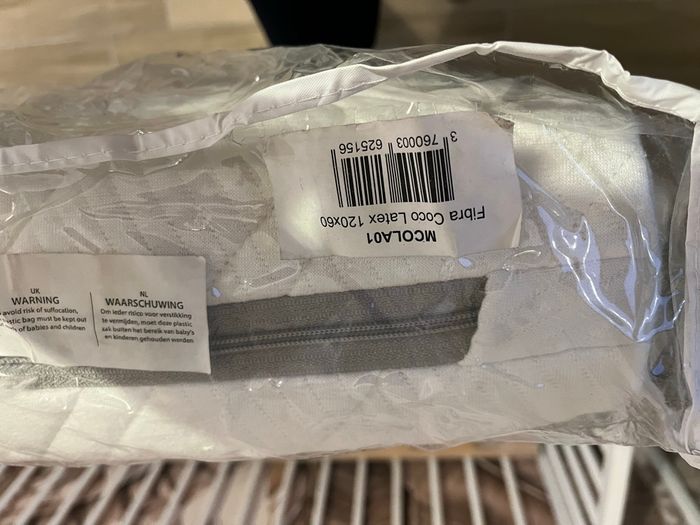 MCOLA01
Fibra Coco Latex 120x60
3 760003 625156
UK
WARNING
avoid risk of suffocation,
bag must be kept out
of babies and children
NL
WAARSCHUWING
Om ieder risico voor verstikking
te vermijden, moet deze plastic
zak buiten het bereik van baby's
en kinderen gehouden worden